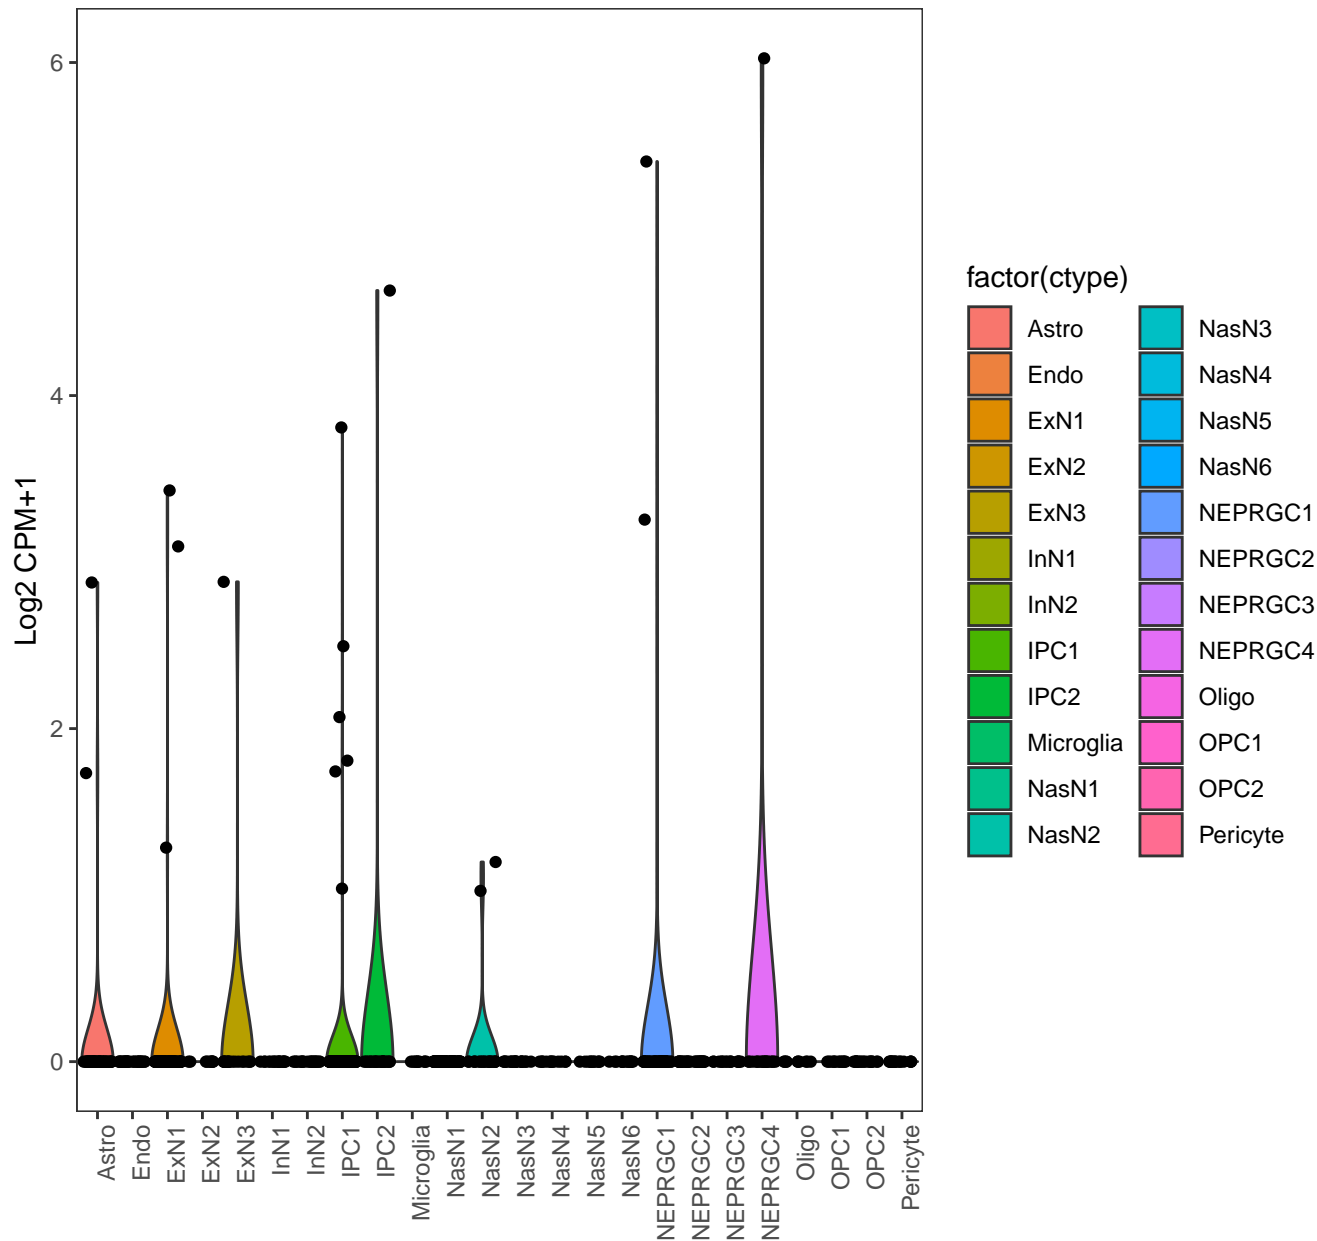 6
4
2
0
Log2 CPM+1
Astro
Endo
ExN1
ExN2
ExN3
InN1
InN2
IPC1
IPC2
Microglia
NasN1
NasN2
NasN3
NasN4
NasN5
NasN6
NEPRGC1
NEPRGC2
NEPRGC3
NEPRGC4
Oligo
OPC1
OPC2
Pericyte
factor(ctype)
Astro
Endo
ExN1
ExN2
ExN3
InN1
InN2
IPC1
IPC2
Microglia
NasN1
NasN2
NasN3
NasN4
NasN5
NasN6
NEPRGC1
NEPRGC2
NEPRGC3
NEPRGC4
Oligo
OPC1
OPC2
Pericyte